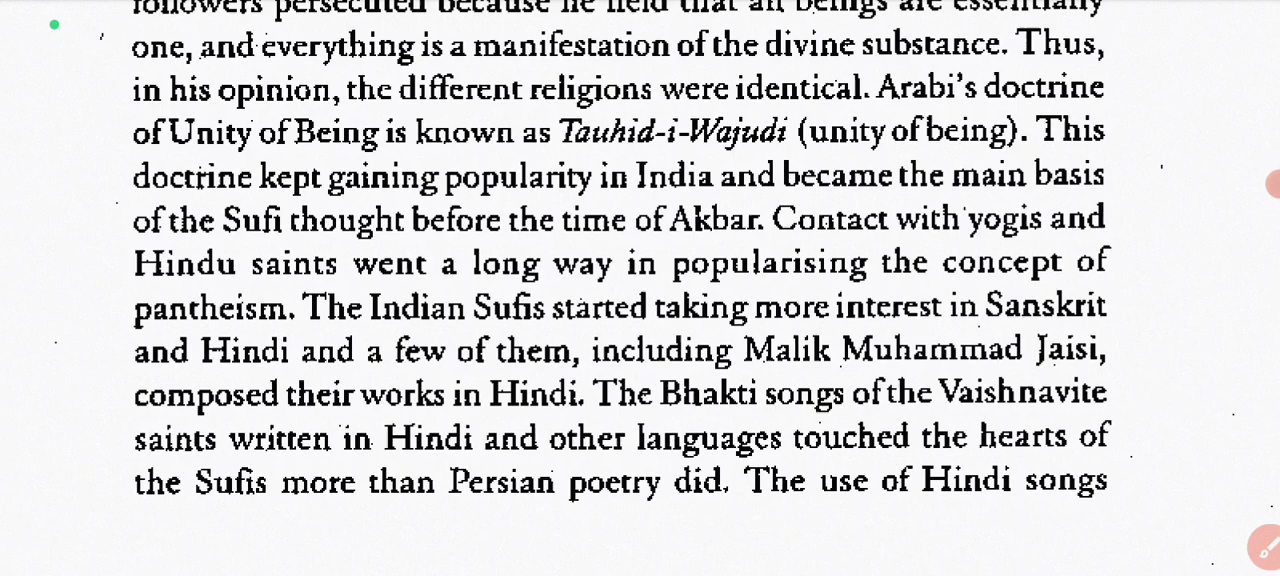 followers persecuted because he held that all beings are essentially
one, and everything is a manifestation of the divine substance. Thus,
in his opinion, the different religions were identical. Arabi's doctrine
of Unity of Being is known as Tauhid-i-Wajudi (unity of being). This
doctrine kept gaining popularity in India and became the main basis
of the Sufi thought before the time of Akbar. Contact with yogis and
Hindu saints went a long way in popularising the concept of
pantheism. The Indian Sufis started taking more interest in Sanskrit
and Hindi and a few of them, including Malik Muhammad Jaisi,
composed their works in Hindi. The Bhakti songs of the Vaishnavite
saints written in Hindi and other languages touched the hearts of
the Sufis more than Persian poetry did. The use of Hindi songs